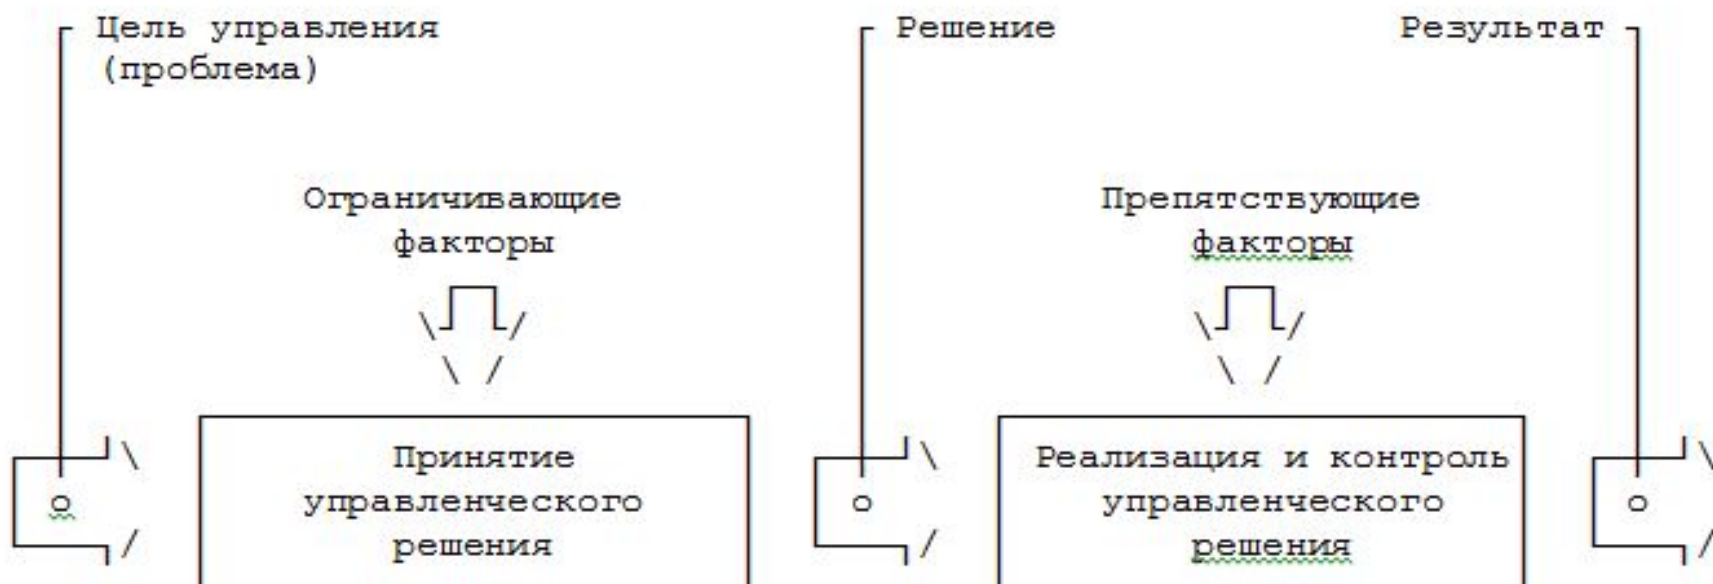 Цель управления
(проблема)
Решение
Результат
Ограничивающие
факторы
Препятствующие
факторы
Принятие
управленческого
решения
Реализация и контроль
управленческого
решения
о
о
о